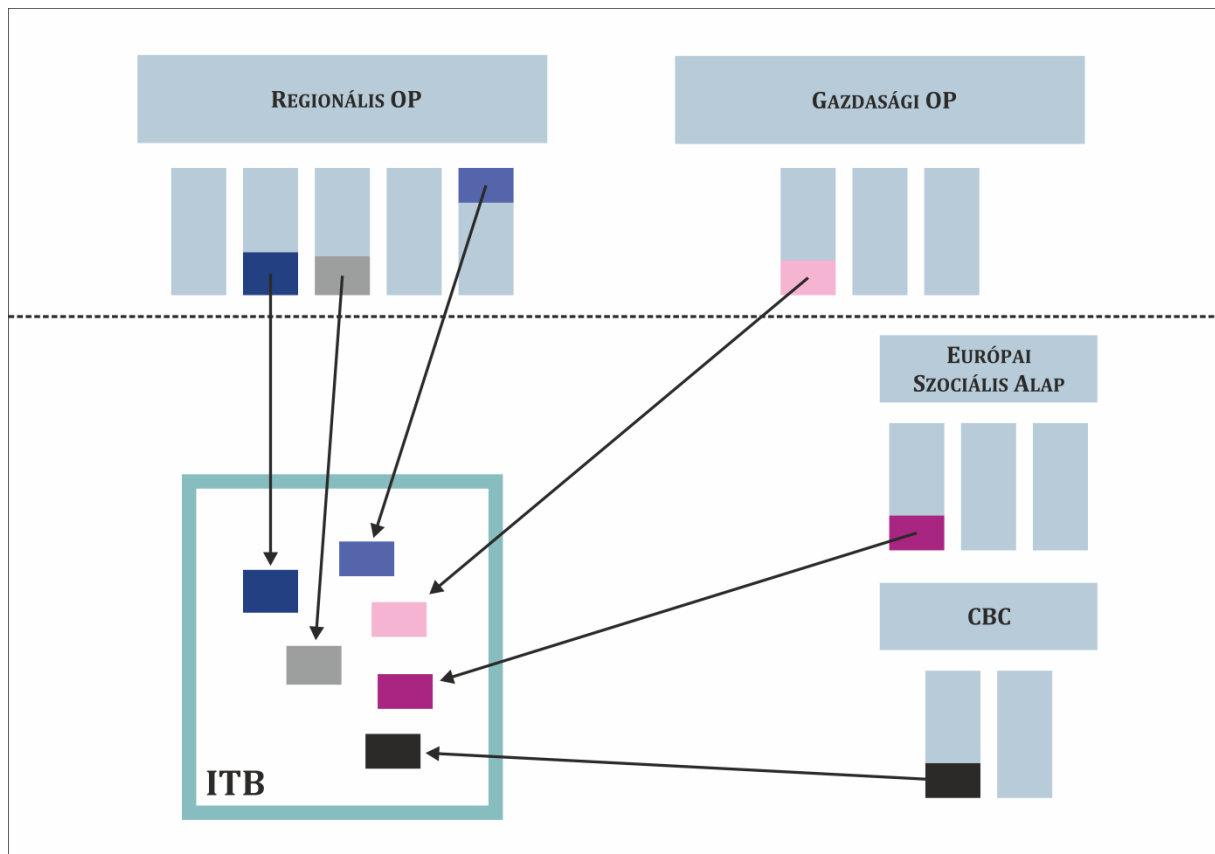 Regionális OP
Gazdasági OP
Európai
Szociális Alap
CBC
ITB